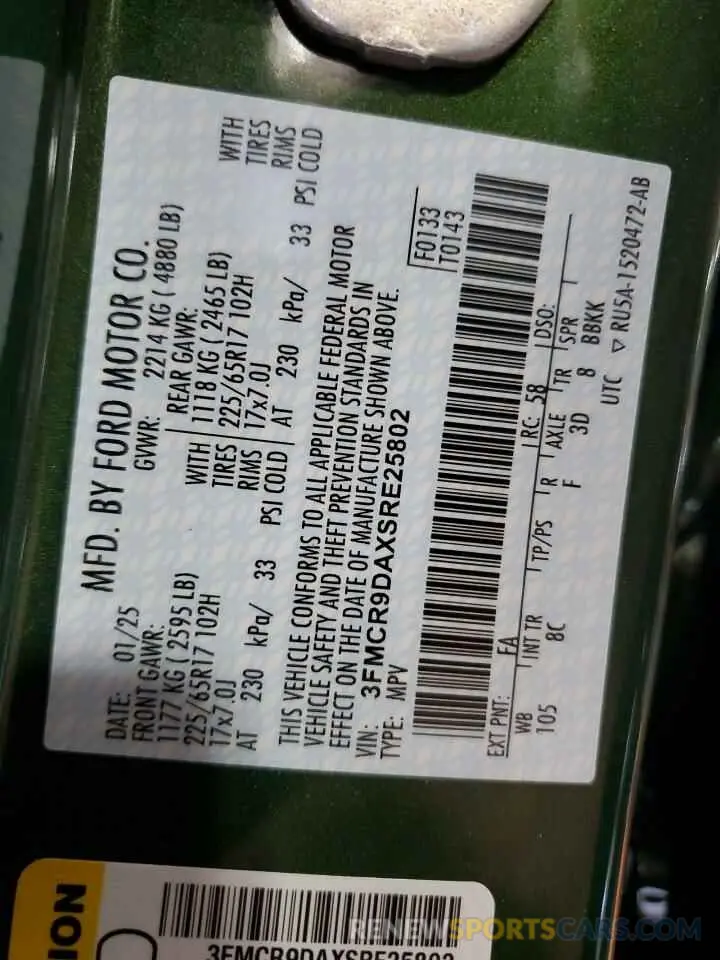 MFD. BY FORD MOTOR CO.
DATE: 01/25 GVWR: 2214 KG ( 4880 LB)
FRONT GAWR: REAR GAWR:
1177 KG ( 2595 LB) WITH 1118 KG ( 2465 LB) WITH
225/65R17 102H TIRES 225/65R17 102H TIRES
17x7.0J RIMS 17x7.0J RIMS
AT 230 kPa/ 33 PSI COLD AT 230 kPa/ 33 PSI COLD
THIS VEHICLE CONFORMS TO ALL APPLICABLE FEDERAL MOTOR
VEHICLE SAFETY AND THEFT PREVENTION STANDARDS IN
EFFECT ON THE DATE OF MANUFACTURE SHOWN ABOVE.
VIN: 3FMCR9DAXSRE25802
TYPE: MPV
F0133
T0143
EXT PNT: FA RC: 58 DSO:
WB INT TR TP/PS R AXLE TR SPR
105 8C F 3D 8 BBKK
UTC ▽ RU5A-1520472-AB
ION
3FMCR9DAXSRE25802
RENEWSPORTSCARS.COM